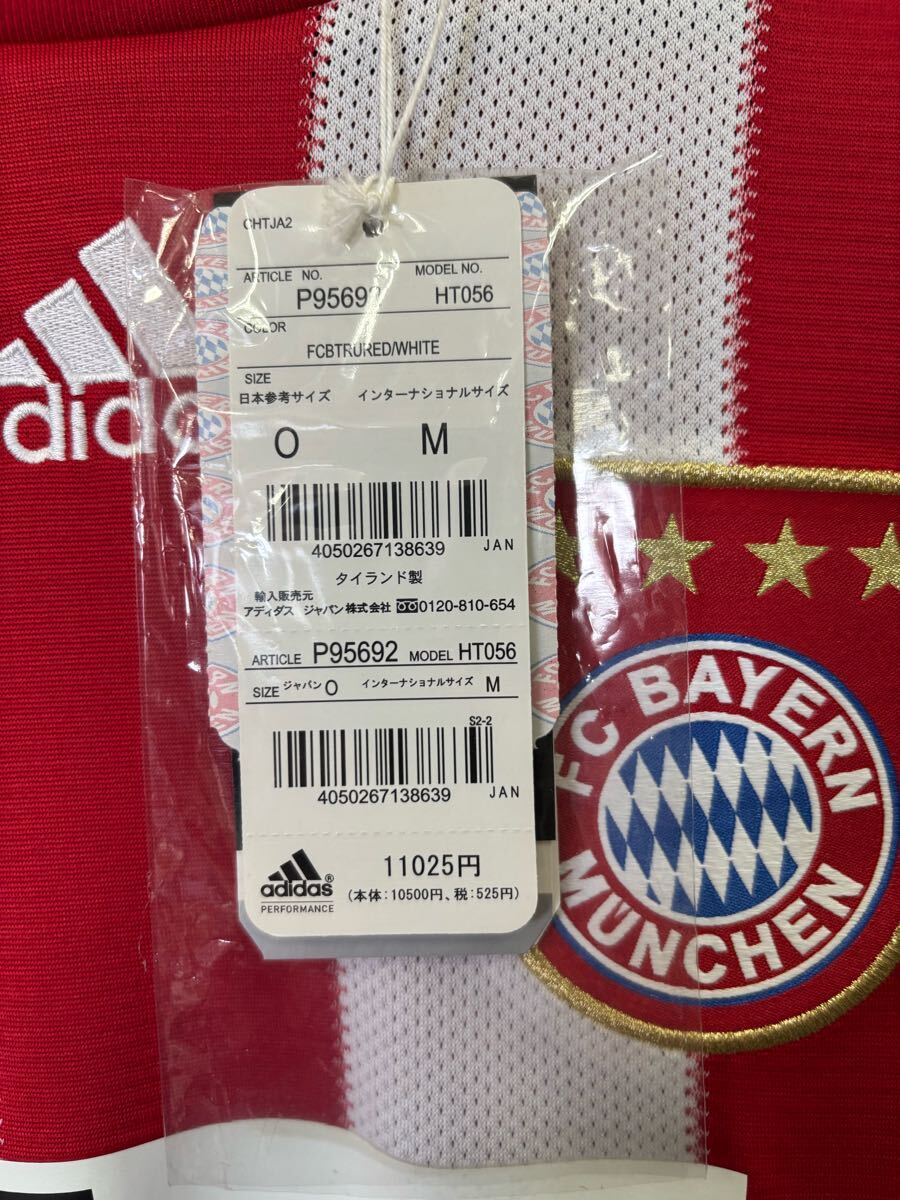 CHTJA2
ARTICLE NO. MODEL NO.
P95692 HT056
COLOR
FCBTRURED/WHITE
SIZE
日本参考サイズ インターナショナルサイズ
O M
4050267138639 JAN
タイランド製
輸入販売元
アディダス ジャパン株式会社 0120-810-654
ARTICLE P95692 MODEL HT056
SIZE ジャパン O インターナショナルサイズ M
S2-2
4050267138639 JAN
adidas® 11025円
PERFORMANCE (本体:10500円、税:525円)
adidas
FC BAYERN
MÜNCHEN